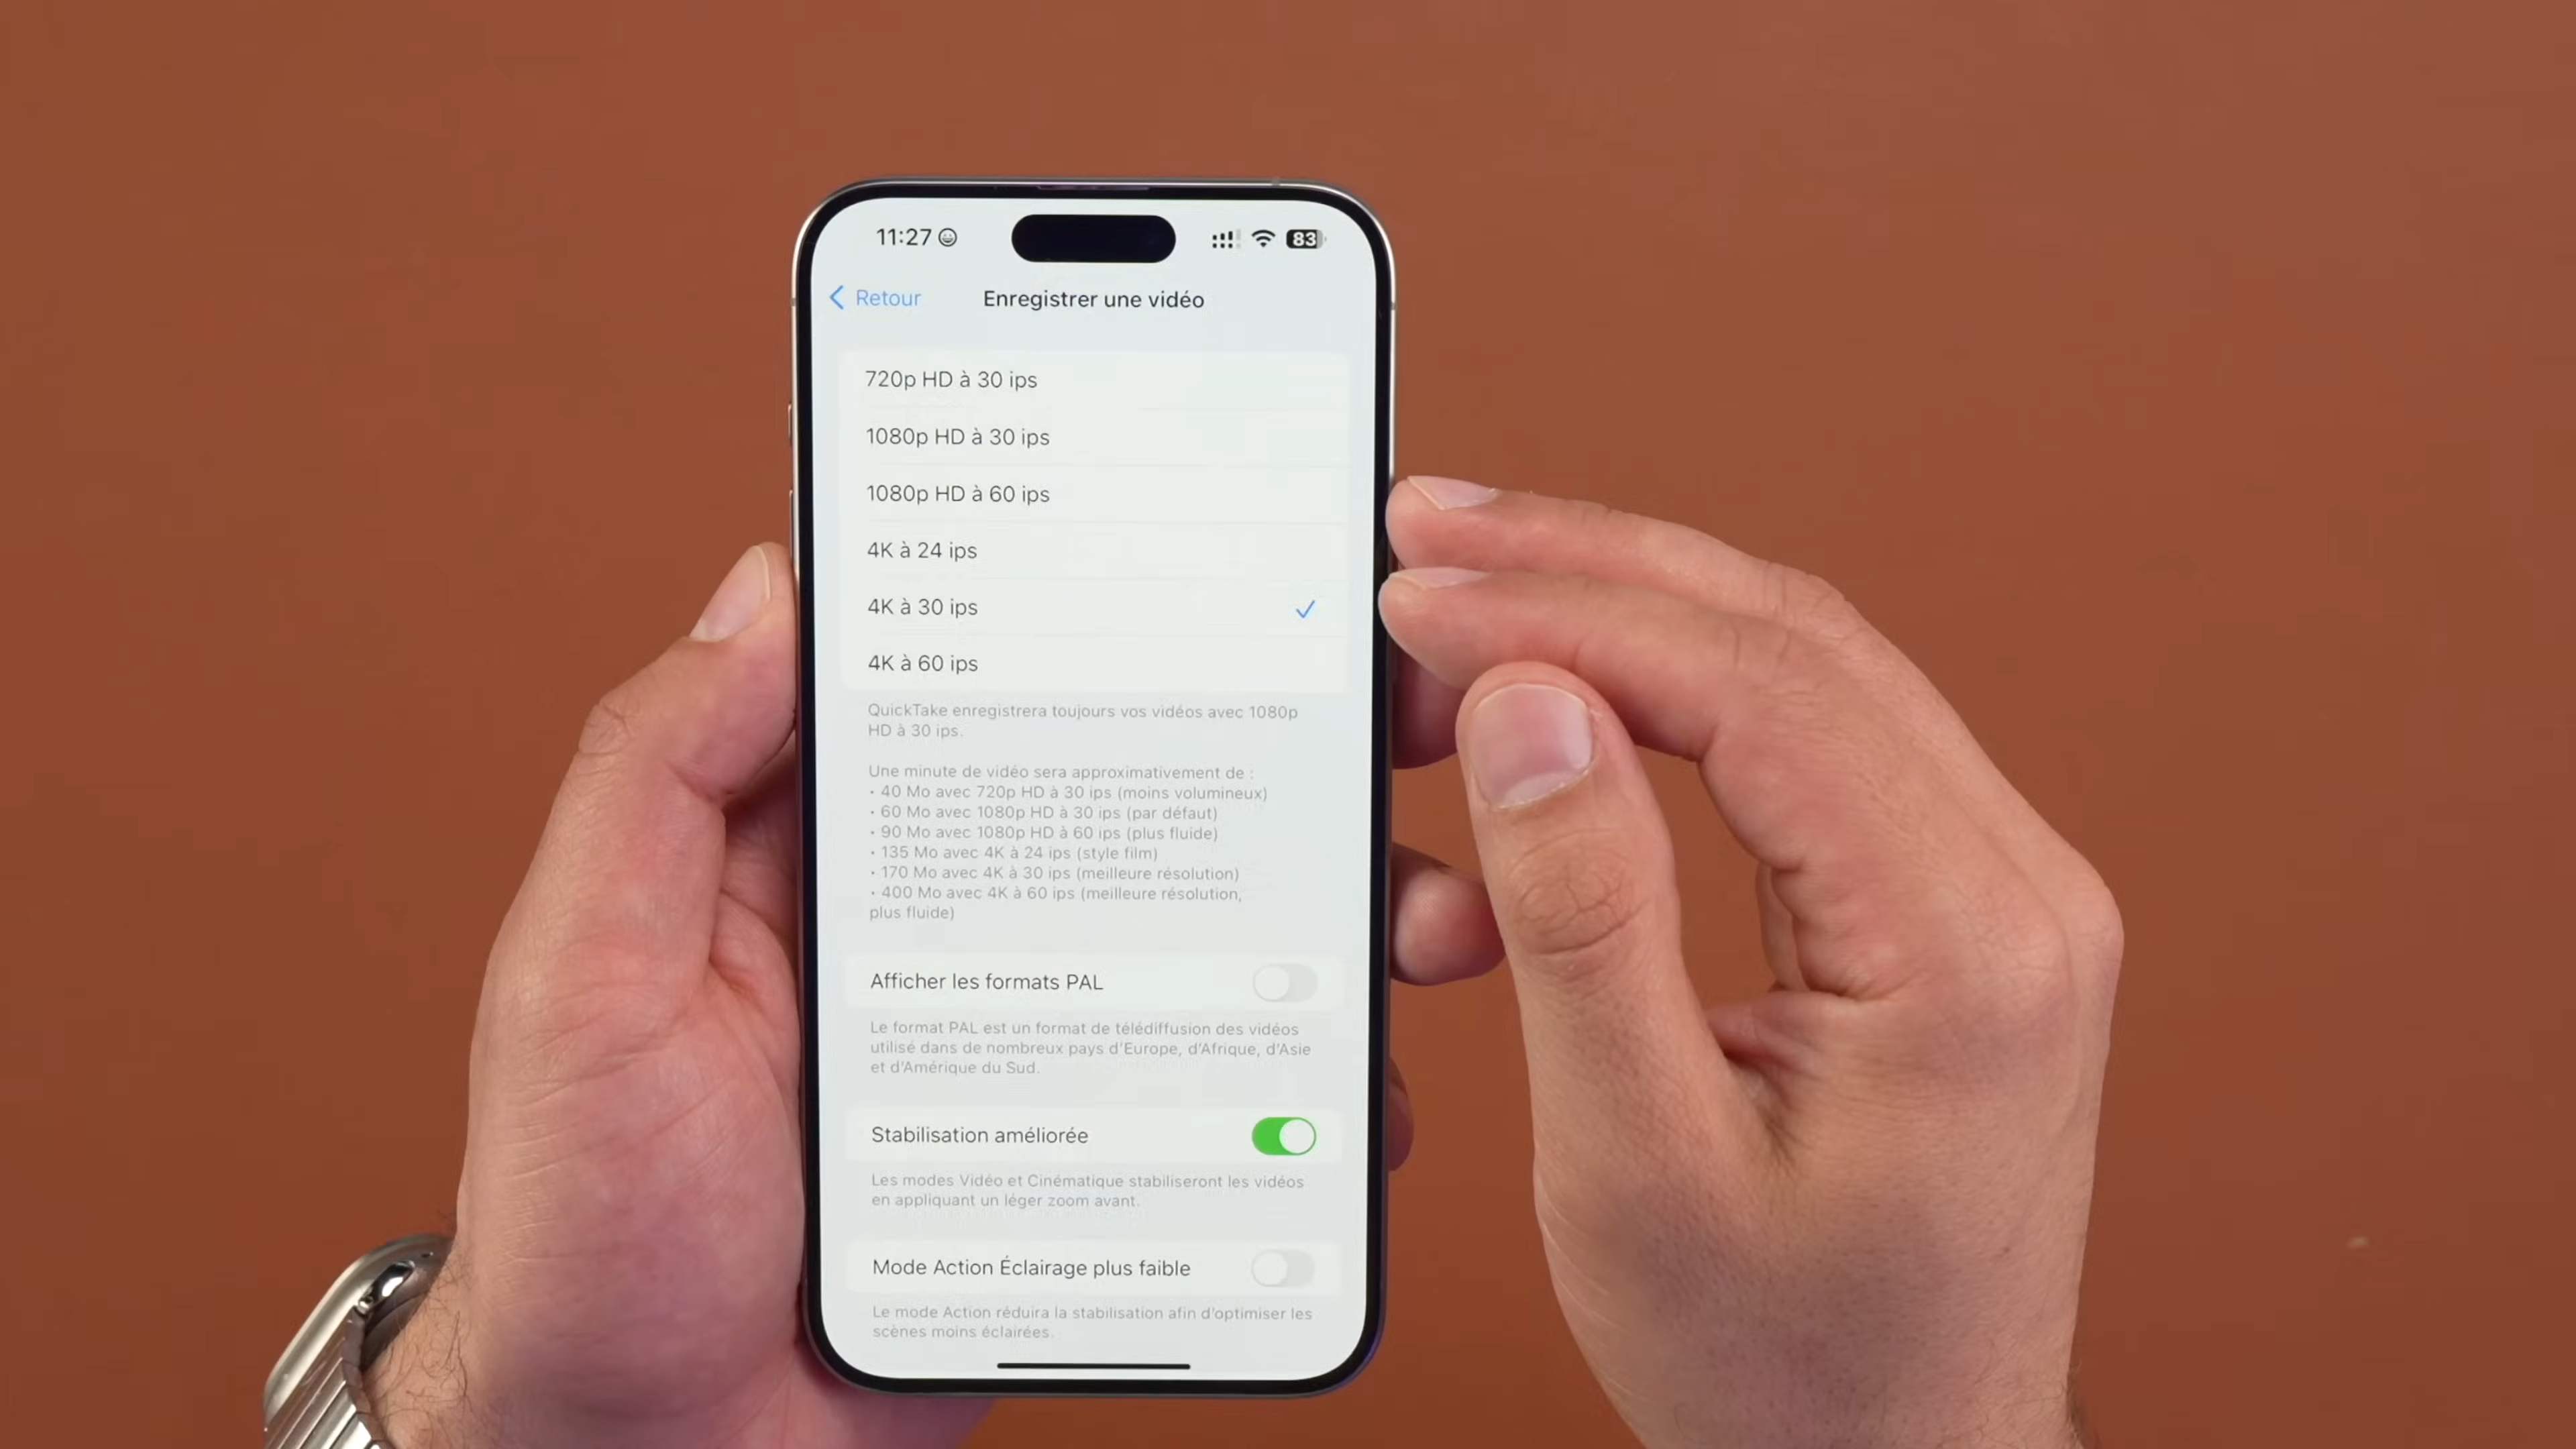 11:27
83
Retour
Enregistrer une vidéo
720p HD à 30 ips
1080p HD à 30 ips
1080p HD à 60 ips
4K à 24 ips
4K à 30 ips
4K à 60 ips
QuickTake enregistrera toujours vos vidéos avec 1080p
HD à 30 ips.
Une minute de vidéo sera approximativement de :
• 40 Mo avec 720p HD à 30 ips (moins volumineux)
• 60 Mo avec 1080p HD à 30 ips (par défaut)
• 90 Mo avec 1080p HD à 60 ips (plus fluide)
• 135 Mo avec 4K à 24 ips (style film)
• 170 Mo avec 4K à 30 ips (meilleure résolution)
• 400 Mo avec 4K à 60 ips (meilleure résolution,
plus fluide)
Afficher les formats PAL
Le format PAL est un format de télédiffusion des vidéos
utilisé dans de nombreux pays d'Europe, d'Afrique, d'Asie
et d'Amérique du Sud.
Stabilisation améliorée
Les modes Vidéo et Cinématique stabiliseront les vidéos
en appliquant un léger zoom avant.
Mode Action Éclairage plus faible
Le mode Action réduira la stabilisation afin d'optimiser les
scènes moins éclairées.